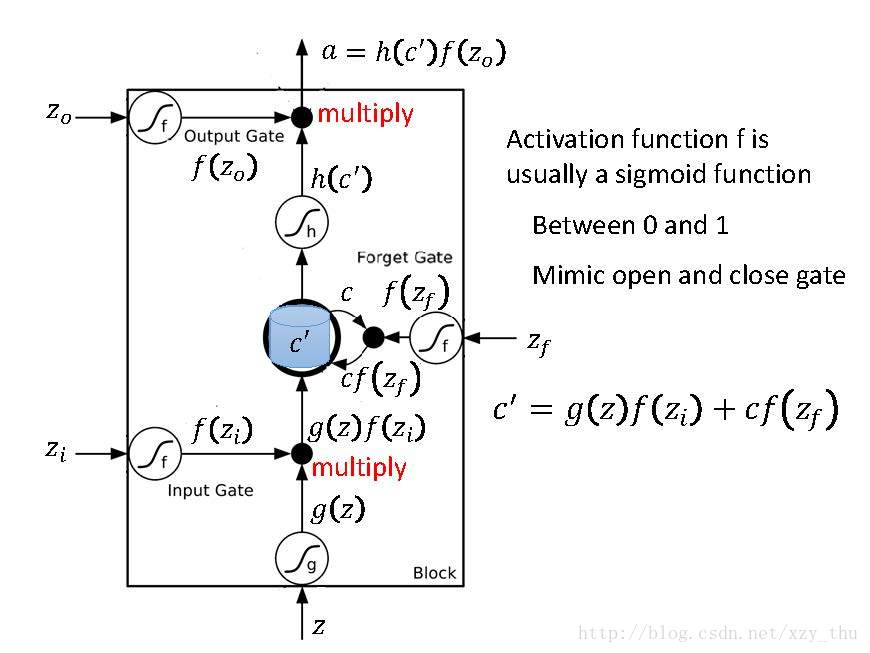 a = h(c′)f(z_o)
z_o
f
multiply
Output Gate
f(z_o)
h(c′)
h
Activation function f is
usually a sigmoid function
Between 0 and 1
Mimic open and close gate
Forget Gate
c
f(z_f)
c′
f
z_f
cf(z_f)
c′ = g(z)f(z_i) + cf(z_f)
z_i
f
f(z_i)
g(z)f(z_i)
multiply
Input Gate
g(z)
g
Block
z
http://blog.csdn.net/xzy_thu